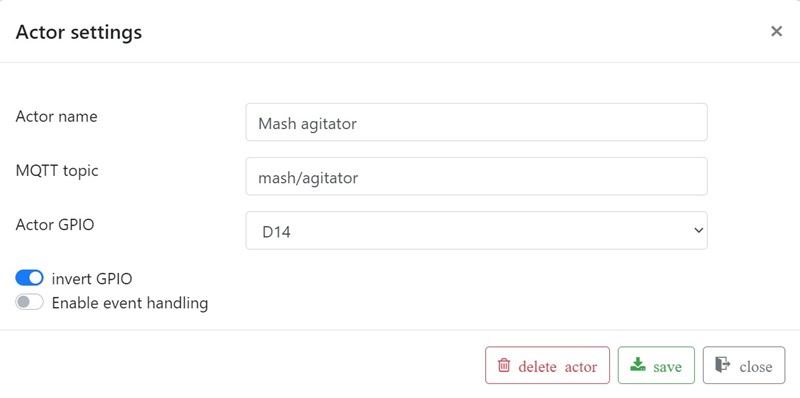 Actor settings
Actor name
Mash agitator
MQTT topic
mash/agitator
Actor GPIO
D14
invert GPIO
Enable event handling
delete actor
save
close